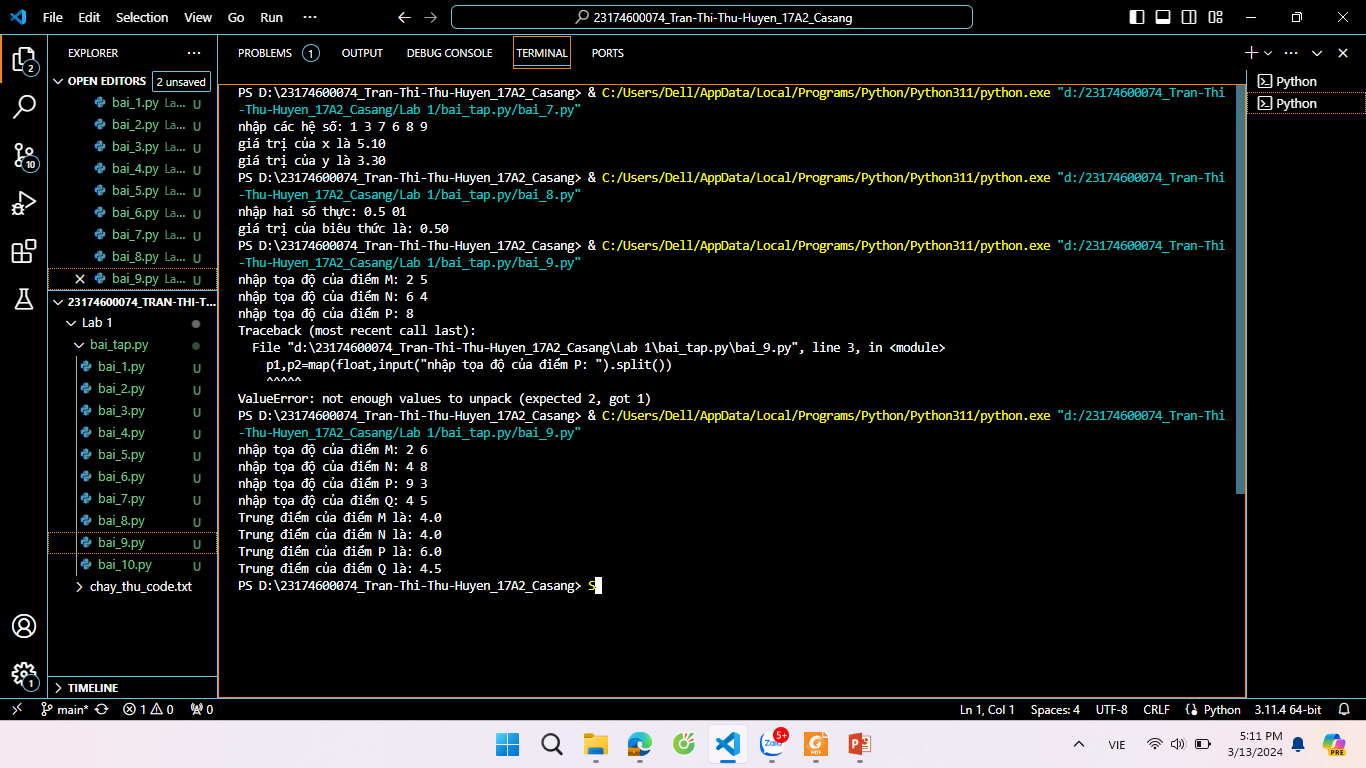 File Edit Selection View Go Run ···
23174600074_Tran-Thi-Thu-Huyen_17A2_Casang
EXPLORER
OPEN EDITORS 2 unsaved
bai_1.py La... U
bai_2.py La... U
bai_3.py La... U
bai_4.py La... U
bai_5.py La... U
bai_6.py La... U
bai_7.py La... U
bai_8.py La... U
bai_9.py La... U
23174600074_TRAN-THI-T...
Lab 1
bai_tap.py
bai_1.py U
bai_2.py U
bai_3.py U
bai_4.py U
bai_5.py U
bai_6.py U
bai_7.py U
bai_8.py U
bai_9.py U
bai_10.py U
chay_thu_code.txt
TIMELINE
2
10
1
PROBLEMS 1 OUTPUT DEBUG CONSOLE TERMINAL PORTS
PS D:\23174600074_Tran-Thi-Thu-Huyen_17A2_Casang> & C:/Users/Dell/AppData/Local/Programs/Python/Python311/python.exe "d:/23174600074_Tran-Thi
-Thu-Huyen_17A2_Casang/Lab 1/bai_tap.py/bai_7.py"
nhập các hệ số: 1 3 7 6 8 9
giá trị của x là 5.10
giá trị của y là 3.30
PS D:\23174600074_Tran-Thi-Thu-Huyen_17A2_Casang> & C:/Users/Dell/AppData/Local/Programs/Python/Python311/python.exe "d:/23174600074_Tran-Thi
-Thu-Huyen_17A2_Casang/Lab 1/bai_tap.py/bai_8.py"
nhập hai số thực: 0.5 01
giá trị của biêu thức là: 0.50
PS D:\23174600074_Tran-Thi-Thu-Huyen_17A2_Casang> & C:/Users/Dell/AppData/Local/Programs/Python/Python311/python.exe "d:/23174600074_Tran-Thi
-Thu-Huyen_17A2_Casang/Lab 1/bai_tap.py/bai_9.py"
nhập tọa độ của điểm M: 2 5
nhập tọa độ của điểm N: 6 4
nhập tọa độ của điểm P: 8
Traceback (most recent call last):
File "d:\23174600074_Tran-Thi-Thu-Huyen_17A2_Casang\Lab 1\bai_tap.py\bai_9.py", line 3, in <module>
p1,p2=map(float,input("nhập tọa độ của điểm P: ").split())
^^^^^
ValueError: not enough values to unpack (expected 2, got 1)
PS D:\23174600074_Tran-Thi-Thu-Huyen_17A2_Casang> & C:/Users/Dell/AppData/Local/Programs/Python/Python311/python.exe "d:/23174600074_Tran-Thi
-Thu-Huyen_17A2_Casang/Lab 1/bai_tap.py/bai_9.py"
nhập tọa độ của điểm M: 2 6
nhập tọa độ của điểm N: 4 8
nhập tọa độ của điểm P: 9 3
nhập tọa độ của điểm Q: 4 5
Trung điểm của điểm M là: 4.0
Trung điểm của điểm N là: 4.0
Trung điểm của điểm P là: 6.0
Trung điểm của điểm Q là: 4.5
PS D:\23174600074_Tran-Thi-Thu-Huyen_17A2_Casang> S
Python
Python
main* 1 0 0 Ln 1, Col 1 Spaces: 4 UTF-8 CRLF Python 3.11.4 64-bit
Zalo 5+ PDF P VIE 5:11 PM PRE
3/13/2024